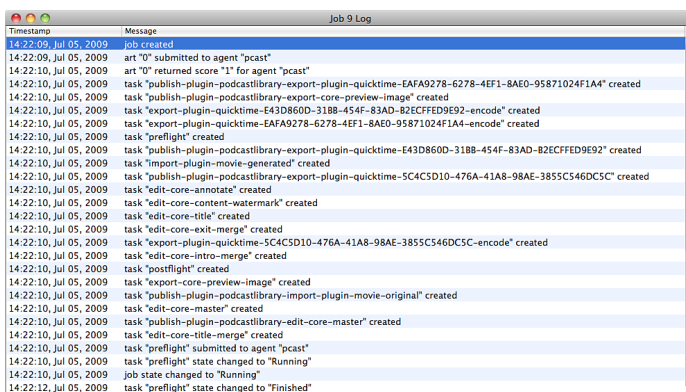 Job 9 Log
Timestamp Message
14:22:09, Jul 05, 2009 job created
14:22:09, Jul 05, 2009 art "0" submitted to agent "pcast"
14:22:10, Jul 05, 2009 art "0" returned score "1" for agent "pcast"
14:22:10, Jul 05, 2009 task "publish-plugin-podcastlibrary-export-plugin-quicktime-EAFA9278-6278-4EF1-8AE0-95871024F1A4" created
14:22:10, Jul 05, 2009 task "publish-plugin-podcastlibrary-export-core-preview-image" created
14:22:10, Jul 05, 2009 task "export-plugin-quicktime-E43D860D-31BB-454F-83AD-B2ECFFED9E92-encode" created
14:22:10, Jul 05, 2009 task "export-plugin-quicktime-EAFA9278-6278-4EF1-8AE0-95871024F1A4-encode" created
14:22:10, Jul 05, 2009 task "preflight" created
14:22:10, Jul 05, 2009 task "publish-plugin-podcastlibrary-export-plugin-quicktime-E43D860D-31BB-454F-83AD-B2ECFFED9E92" created
14:22:10, Jul 05, 2009 task "import-plugin-movie-generated" created
14:22:10, Jul 05, 2009 task "publish-plugin-podcastlibrary-export-plugin-quicktime-5C4C5D10-476A-41A8-98AE-3855C546DC5C" created
14:22:10, Jul 05, 2009 task "edit-core-annotate" created
14:22:10, Jul 05, 2009 task "edit-core-content-watermark" created
14:22:10, Jul 05, 2009 task "edit-core-title" created
14:22:10, Jul 05, 2009 task "edit-core-exit-merge" created
14:22:10, Jul 05, 2009 task "export-plugin-quicktime-5C4C5D10-476A-41A8-98AE-3855C546DC5C-encode" created
14:22:10, Jul 05, 2009 task "edit-core-intro-merge" created
14:22:10, Jul 05, 2009 task "postflight" created
14:22:10, Jul 05, 2009 task "export-core-preview-image" created
14:22:10, Jul 05, 2009 task "publish-plugin-podcastlibrary-import-plugin-movie-original" created
14:22:10, Jul 05, 2009 task "edit-core-master" created
14:22:10, Jul 05, 2009 task "publish-plugin-podcastlibrary-edit-core-master" created
14:22:10, Jul 05, 2009 task "edit-core-title-merge" created
14:22:10, Jul 05, 2009 task "preflight" submitted to agent "pcast"
14:22:10, Jul 05, 2009 task "preflight" state changed to "Running"
14:22:10, Jul 05, 2009 job state changed to "Running"
14:22:12, Jul 05, 2009 task "preflight" state changed to "Finished"